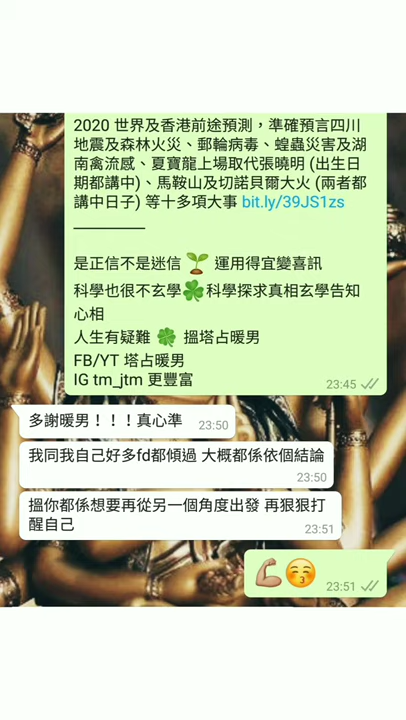 2020 世界及香港前途預測，準確預言四川
地震及森林火災、郵輪病毒、蝗蟲災害及湖
南禽流感、夏寶龍上場取代張曉明 (出生日
期都講中)、馬鞍山及切諾貝爾大火 (兩者都
講中日子) 等十多項大事 bit.ly/39JS1zs
——————
是正信不是迷信 🌱 運用得宜變喜訊
科學也很不玄學🍀科學探求真相玄學告知
心相
人生有疑難 🍀 搵塔占暖男
FB/YT 塔占暖男
IG tm_jtm 更豐富
23:45
多謝暖男！！！真心準
23:50
我同我自己好多fd都傾過 大概都係依個結論
23:50
搵你都係想要再從另一個角度出發 再狠狠打
醒自己
23:51
💪😚
23:51